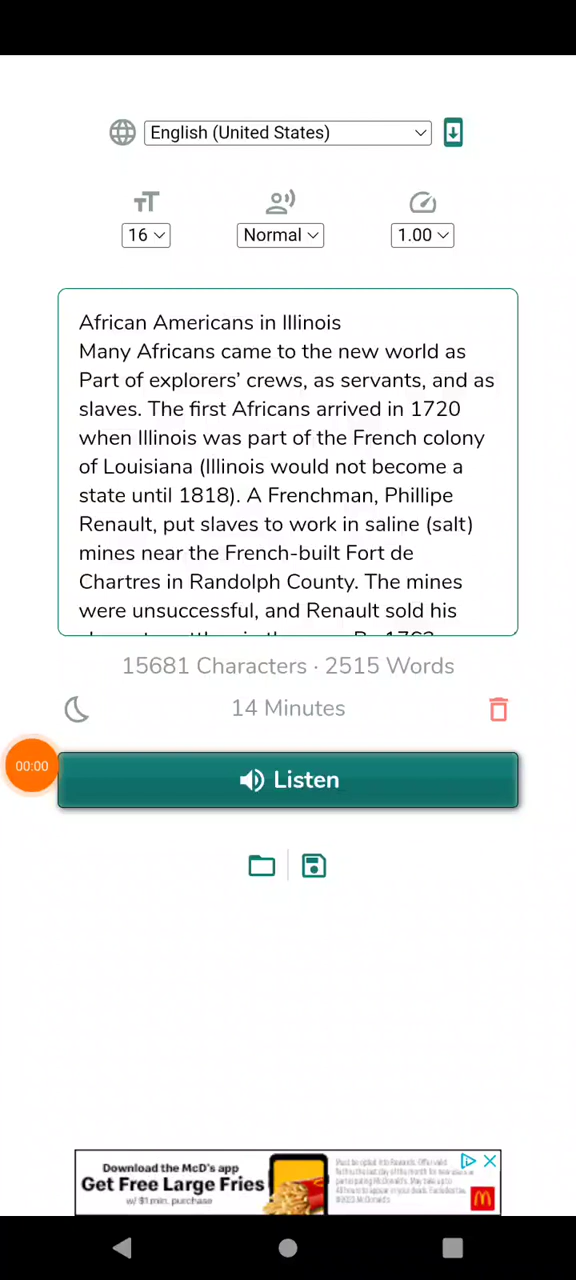 English (United States)
16
Normal
1.00
African Americans in Illinois
Many Africans came to the new world as
Part of explorers’ crews, as servants, and as
slaves. The first Africans arrived in 1720
when Illinois was part of the French colony
of Louisiana (Illinois would not become a
state until 1818). A Frenchman, Phillipe
Renault, put slaves to work in saline (salt)
mines near the French-built Fort de
Chartres in Randolph County. The mines
were unsuccessful, and Renault sold his
15681 Characters · 2515 Words
14 Minutes
00:00
Listen
Download the McD's app
Get Free Large Fries
w/ $1 min. purchase